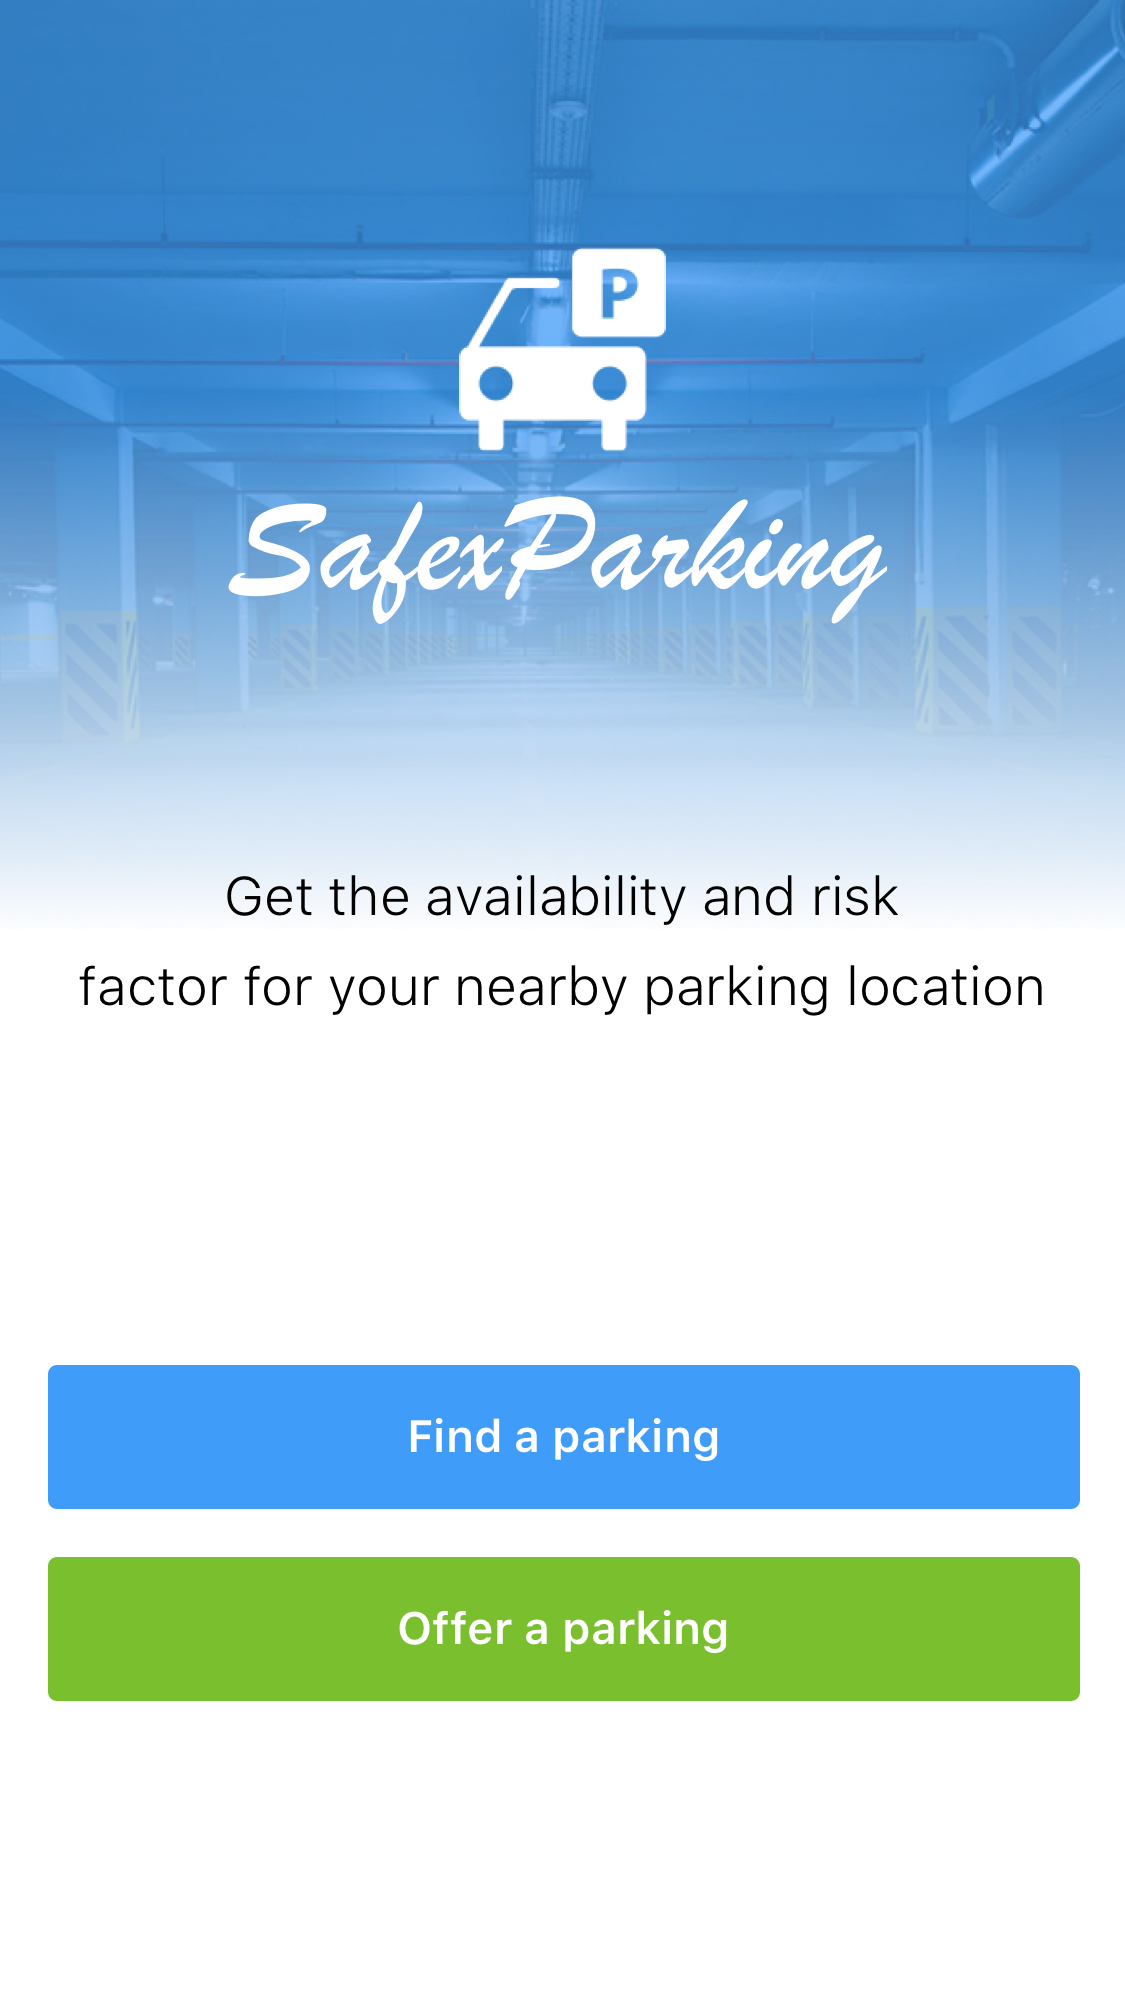 P
SafexParking
Get the availability and risk
factor for your nearby parking location
Find a parking
Offer a parking